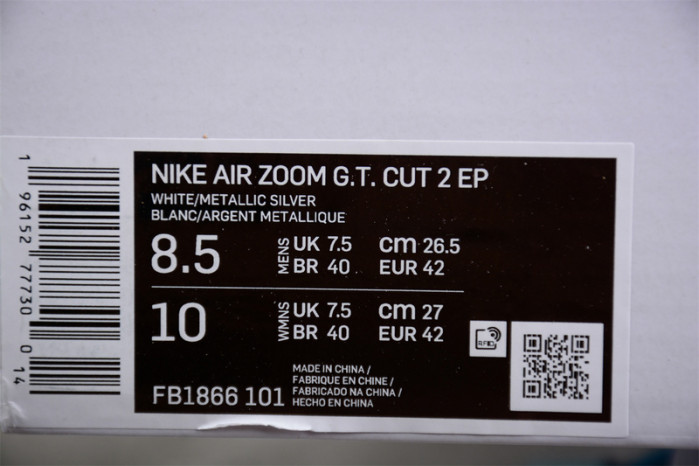 NIKE AIR ZOOM G.T. CUT 2 EP
WHITE/METALLIC SILVER
BLANC/ARGENT METALLIQUE
8.5 MENS UK 7.5 cm 26.5
BR 40 EUR 42
10 WMNS UK 7.5 cm 27
BR 40 EUR 42
FB1866 101
MADE IN CHINA /
FABRIQUE EN CHINE /
FABRICADO NA CHINA /
HECHO EN CHINA
1 96152 77730 0 14